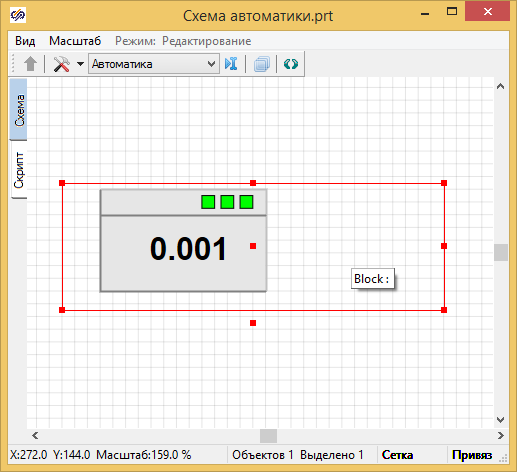 Схема автоматики.prt
Вид Масштаб Режим: Редактирование
Автоматика
Схема
Скрипт
0.001
Block :
X:272.0 Y:144.0 Масштаб:159.0 % Объектов 1 Выделено 1 Сетка Привяз